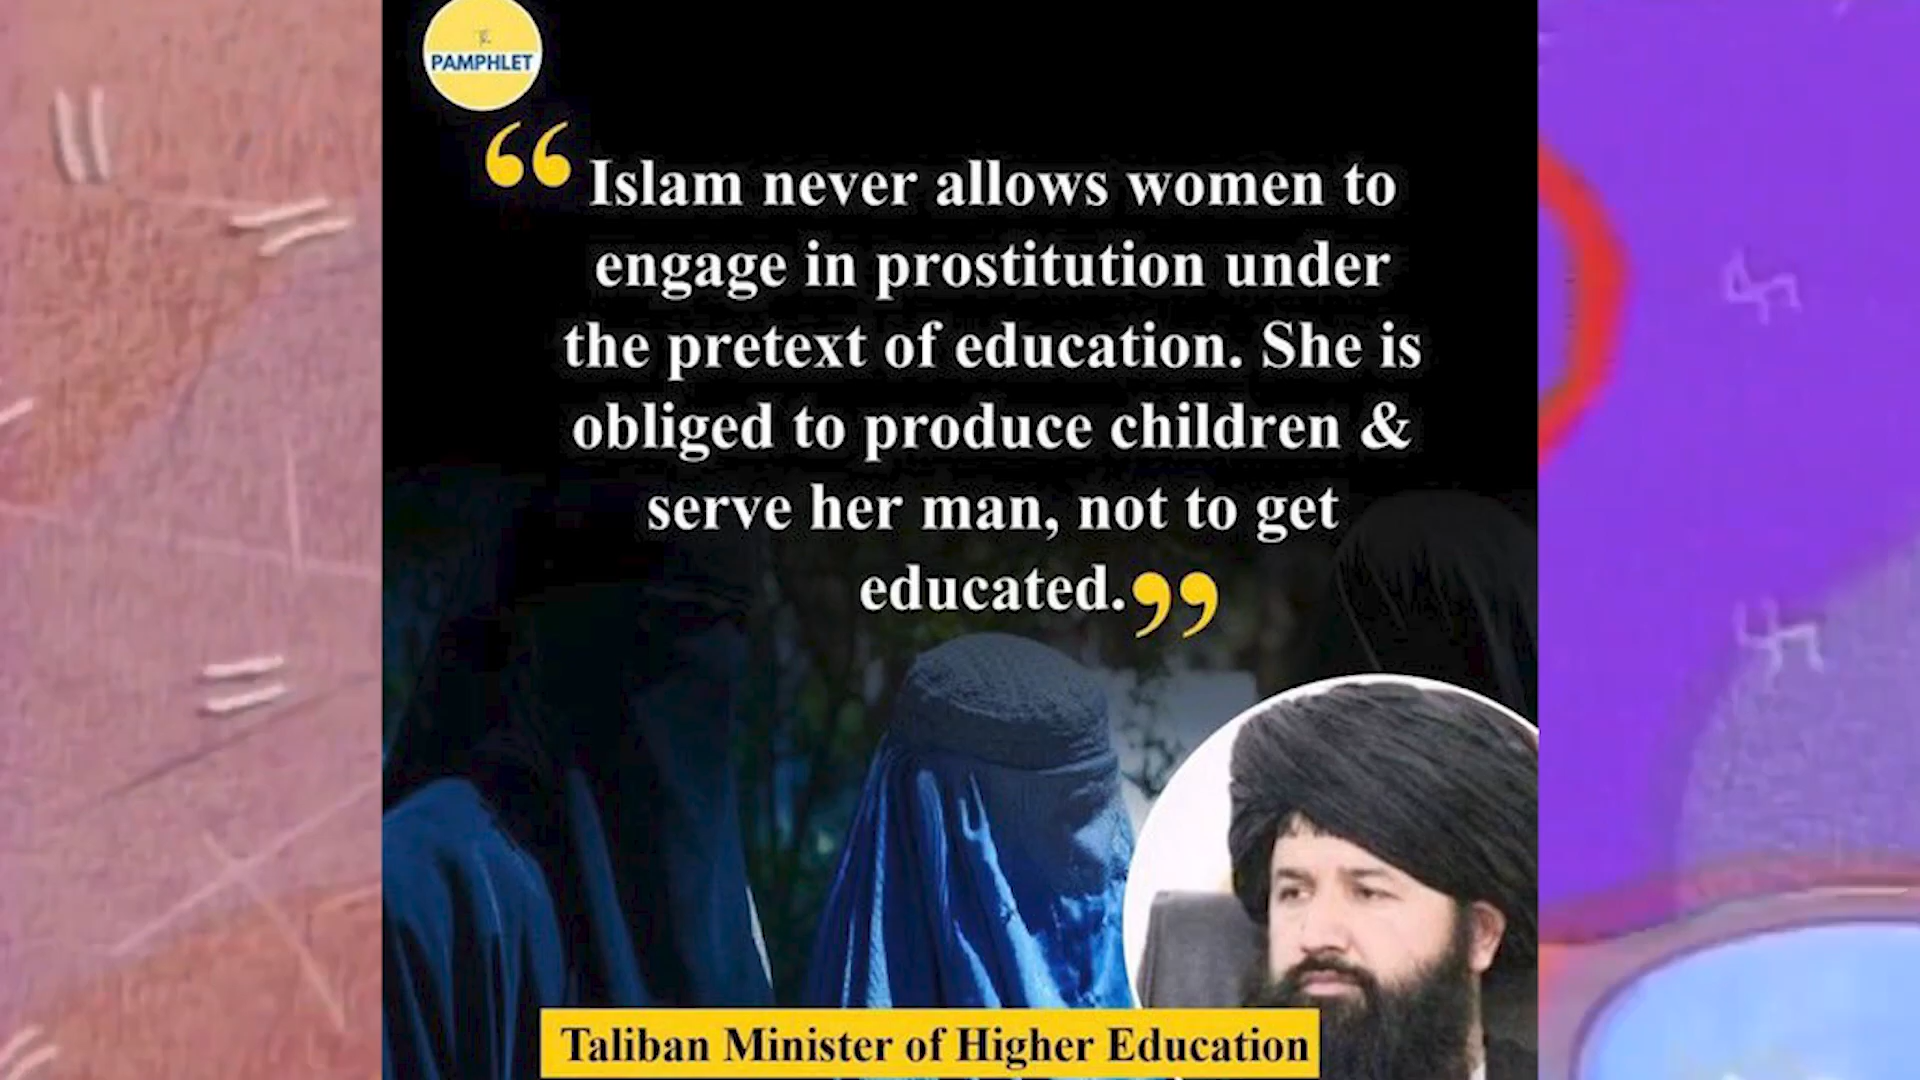 PAMPHLET
“Islam never allows women to
engage in prostitution under
the pretext of education. She is
obliged to produce children &
serve her man, not to get
educated.”
Taliban Minister of Higher Education